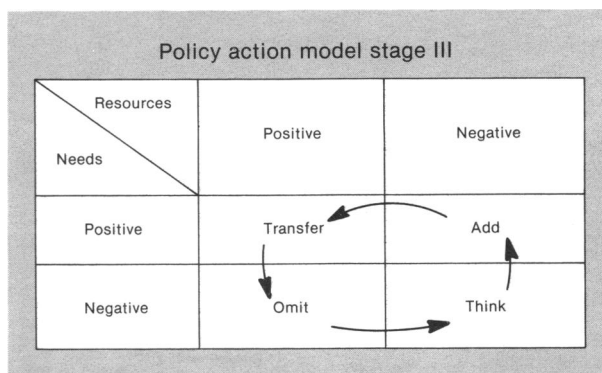 Policy action model stage III
Resources
Needs
Positive
Negative
Positive
Transfer
Add
Negative
Omit
Think